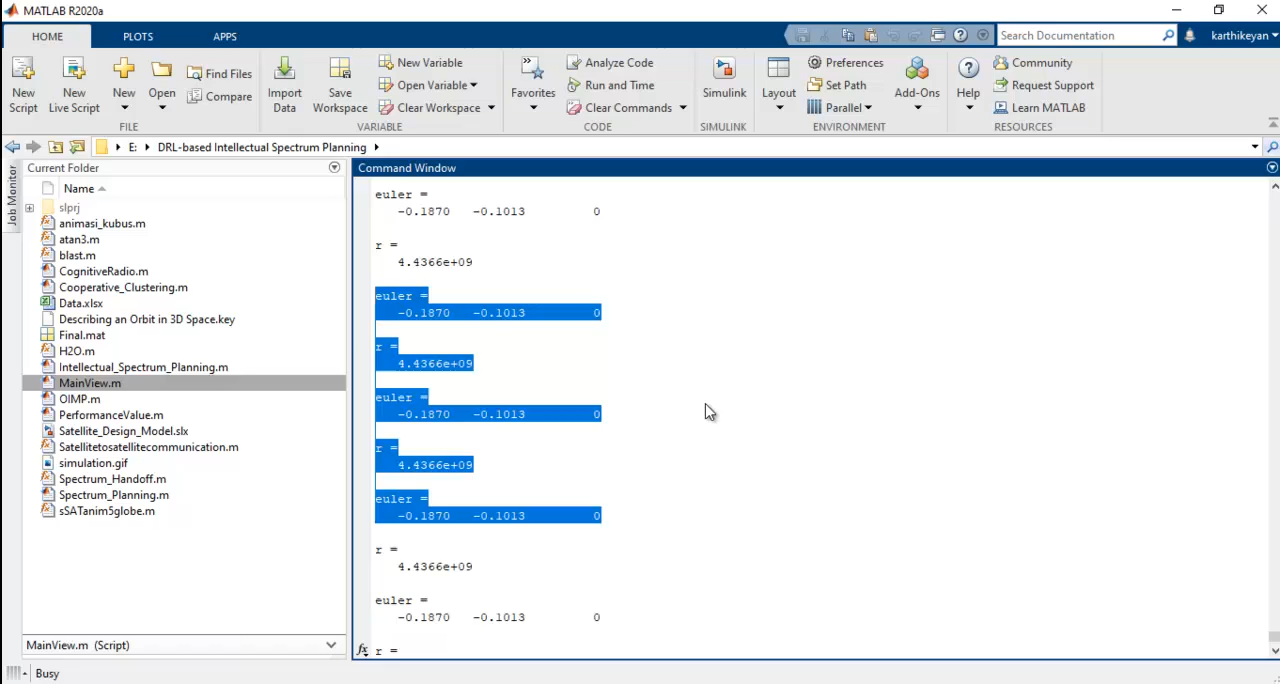 MATLAB R2020a
HOME PLOTS APPS
Search Documentation
karthikeyan
New Script
New Live Script
New
Open
Find Files
Compare
FILE
Import Data
Save Workspace
New Variable
Open Variable
Clear Workspace
VARIABLE
Favorites
Analyze Code
Run and Time
Clear Commands
CODE
Simulink
SIMULINK
Layout
Preferences
Set Path
Parallel
Add-Ons
ENVIRONMENT
Help
Community
Request Support
Learn MATLAB
RESOURCES
E: DRL-based Intellectual Spectrum Planning
Job Monitor
Current Folder
Name
slprj
animasi_kubus.m
atan3.m
blast.m
CognitiveRadio.m
Cooperative_Clustering.m
Data.xlsx
Describing an Orbit in 3D Space.key
Final.mat
H2O.m
Intellectual_Spectrum_Planning.m
MainView.m
OIMP.m
PerformanceValue.m
Satellite_Design_Model.slx
Satellitetosatellitecommunication.m
simulation.gif
Spectrum_Handoff.m
Spectrum_Planning.m
sSATanim5globe.m
MainView.m (Script)
Busy
Command Window
euler =
-0.1870 -0.1013 0
r =
4.4366e+09
euler =
-0.1870 -0.1013 0
r =
4.4366e+09
euler =
-0.1870 -0.1013 0
r =
4.4366e+09
euler =
-0.1870 -0.1013 0
r =
4.4366e+09
euler =
-0.1870 -0.1013 0
fx r =